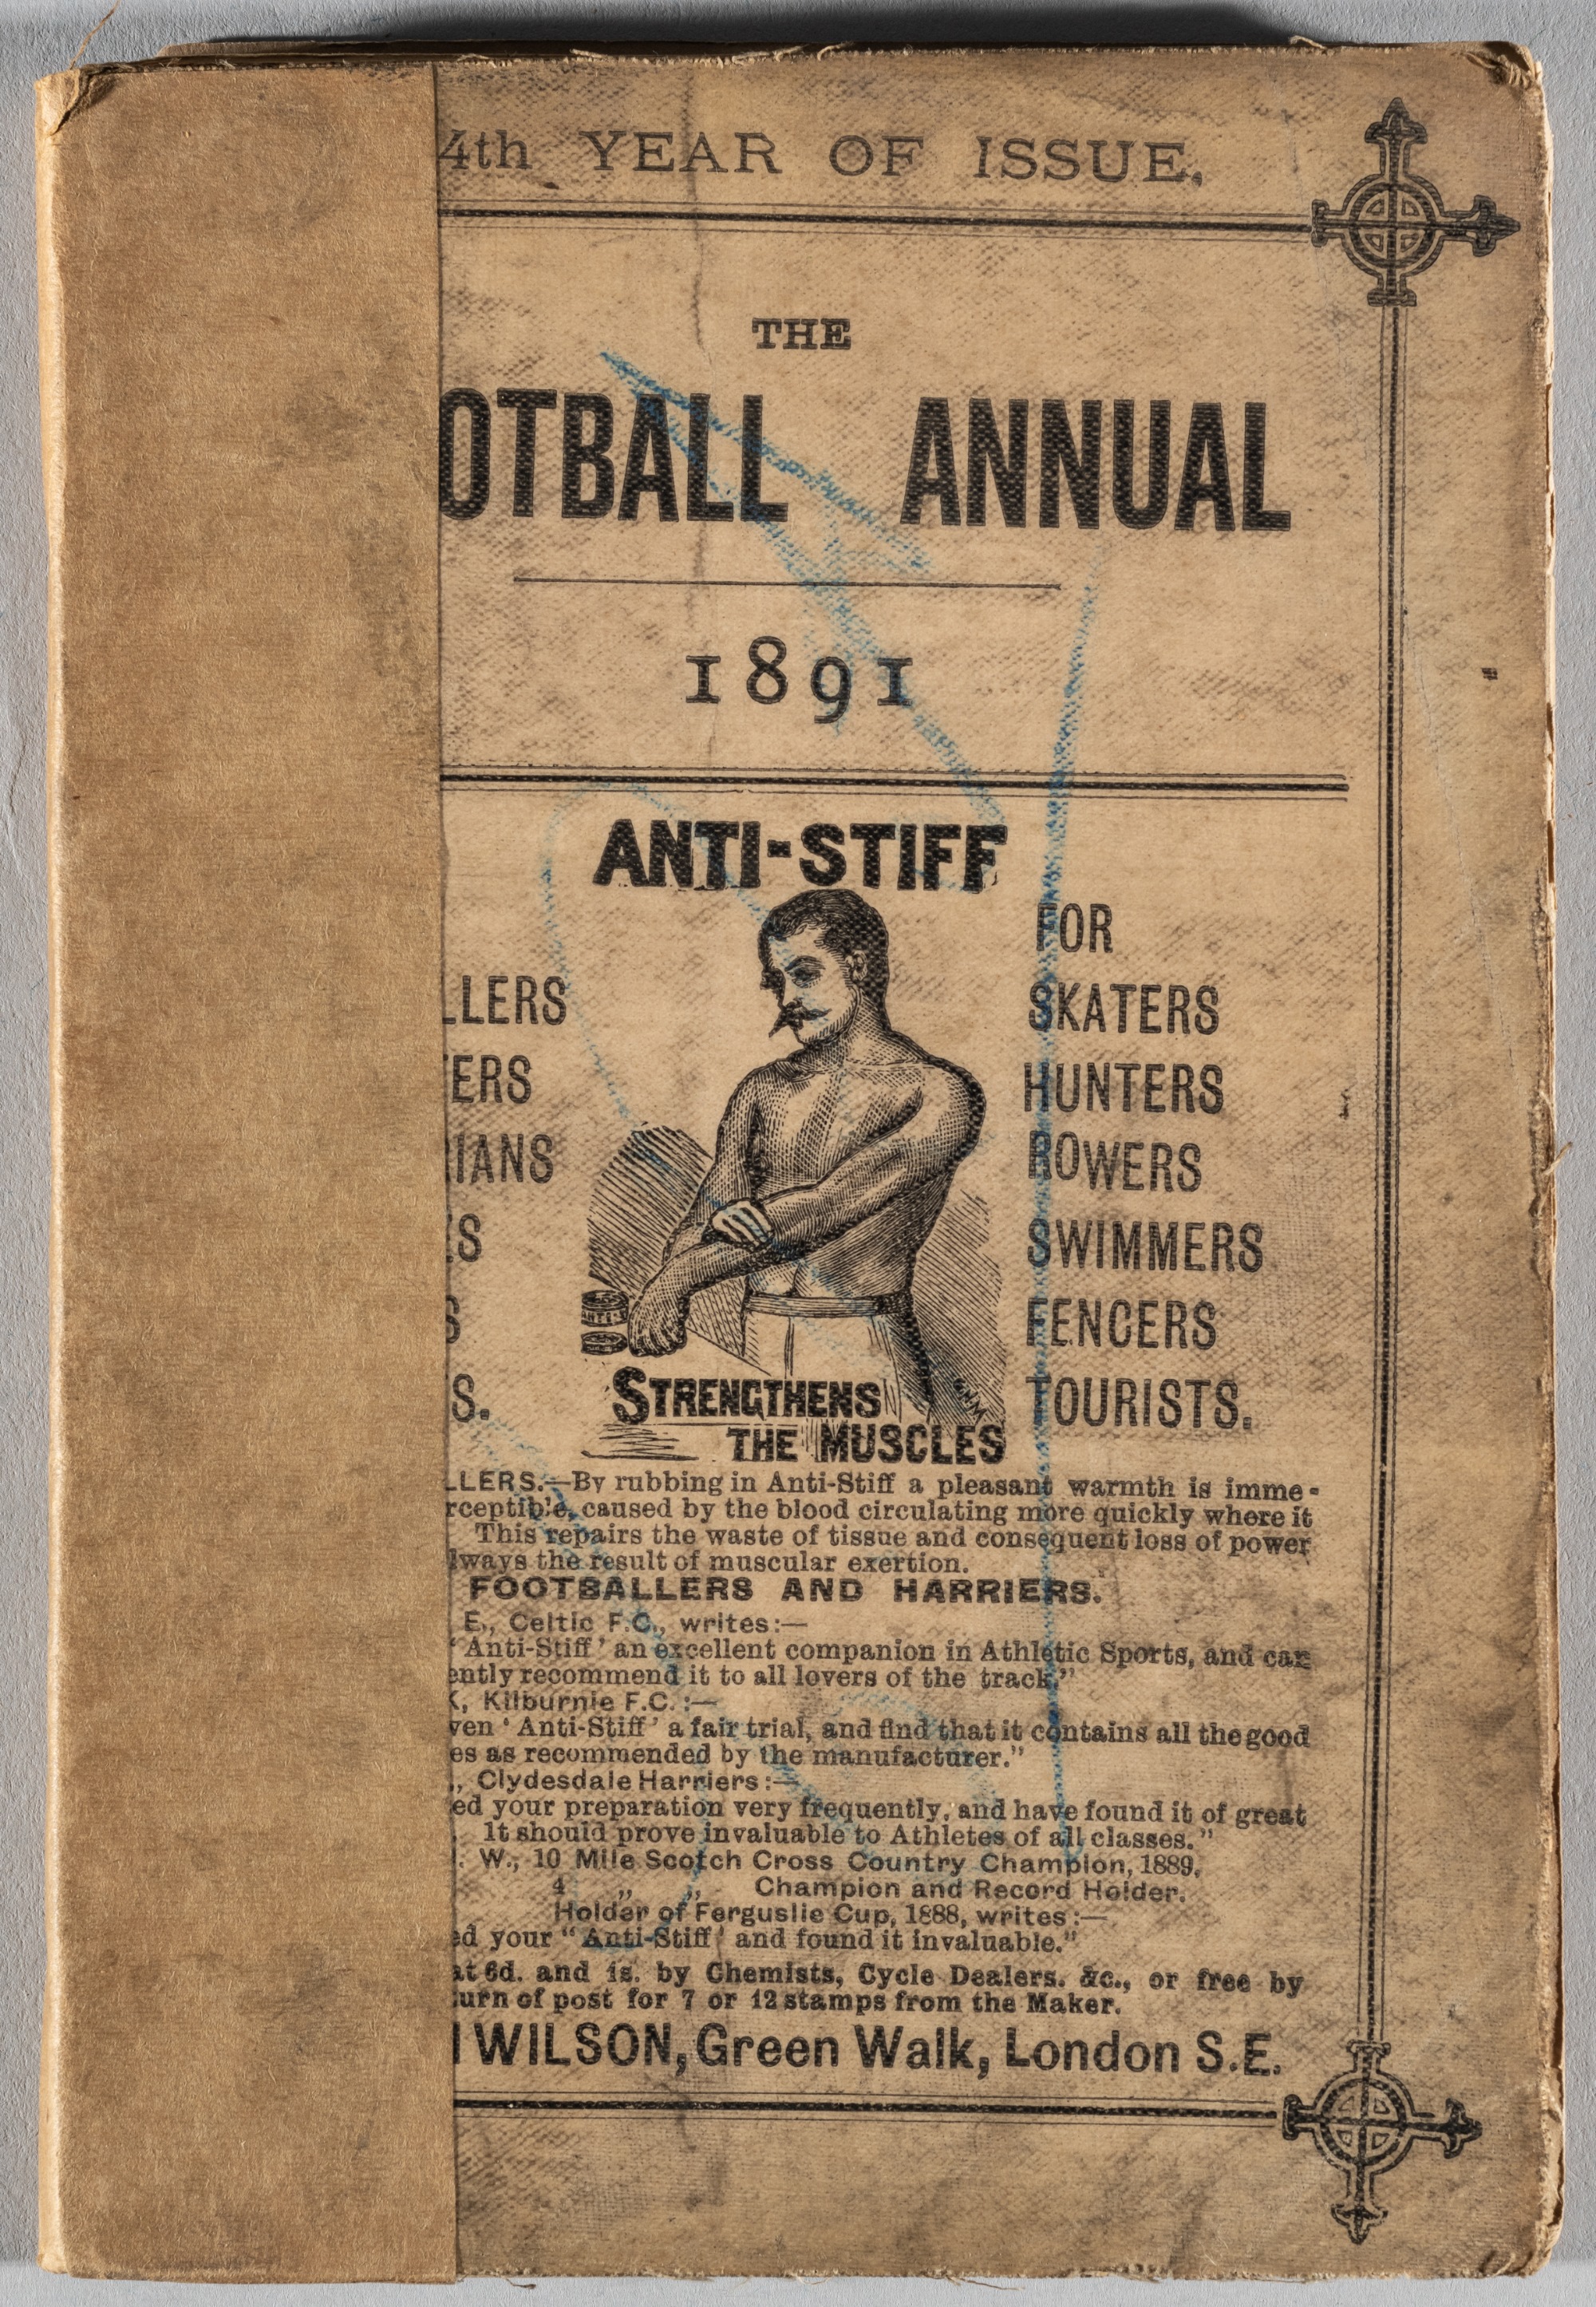 4th YEAR OF ISSUE.
THE
OTBALL ANNUAL
1891
ANTI-STIFF
FOR
LLERS SKATERS
ERS HUNTERS
IANS ROWERS
S SWIMMERS
S FENCERS
S. TOURISTS.
STRENGTHENS
THE MUSCLES
LLERS.—By rubbing in Anti-Stiff a pleasant warmth is imme-
rceptible, caused by the blood circulating more quickly where it
This repairs the waste of tissue and consequent loss of power
lways the result of muscular exertion.
FOOTBALLERS AND HARRIERS.
E., Celtic F.C., writes:—
‘Anti-Stiff’ an excellent companion in Athletic Sports, and can
ently recommend it to all lovers of the track.”
K, Kilburnie F.C.:—
ven ‘Anti-Stiff’ a fair trial, and find that it contains all the good
es as recommended by the manufacturer.”
., Clydesdale Harriers:—
ed your preparation very frequently, and have found it of great
. It should prove invaluable to Athletes of all classes.”
. W., 10 Mile Scotch Cross Country Champion, 1889,
4 „ „ Champion and Record Holder.
Holder of Ferguslie Cup, 1888, writes:—
ed your “Anti-Stiff’ and found it invaluable.”
at 6d. and 1s. by Chemists, Cycle Dealers. &c., or free by
urn of post for 7 or 12 stamps from the Maker.
WILSON, Green Walk, London S.E.